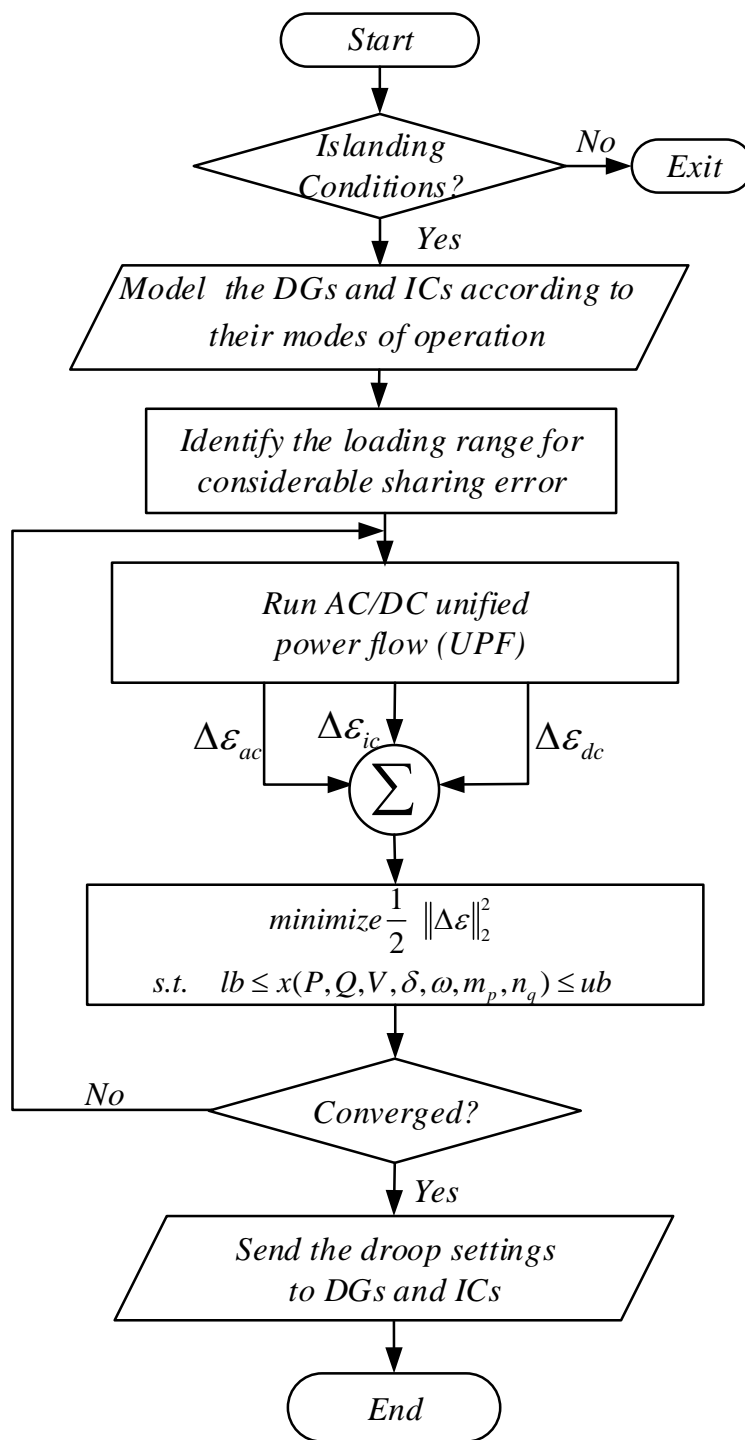 Start
Islanding
Conditions?
No
Exit
Yes
Model the DGs and ICs according to
their modes of operation
Identify the loading range for
considerable sharing error
Run AC/DC unified
power flow (UPF)
Δε_ac
Δε_ic
Δε_dc
∑
minimize 1/2 ‖Δε‖_2^2
s.t. lb ≤ x(P, Q, V, δ, ω, m_p, n_q) ≤ ub
No
Converged?
Yes
Send the droop settings
to DGs and ICs
End